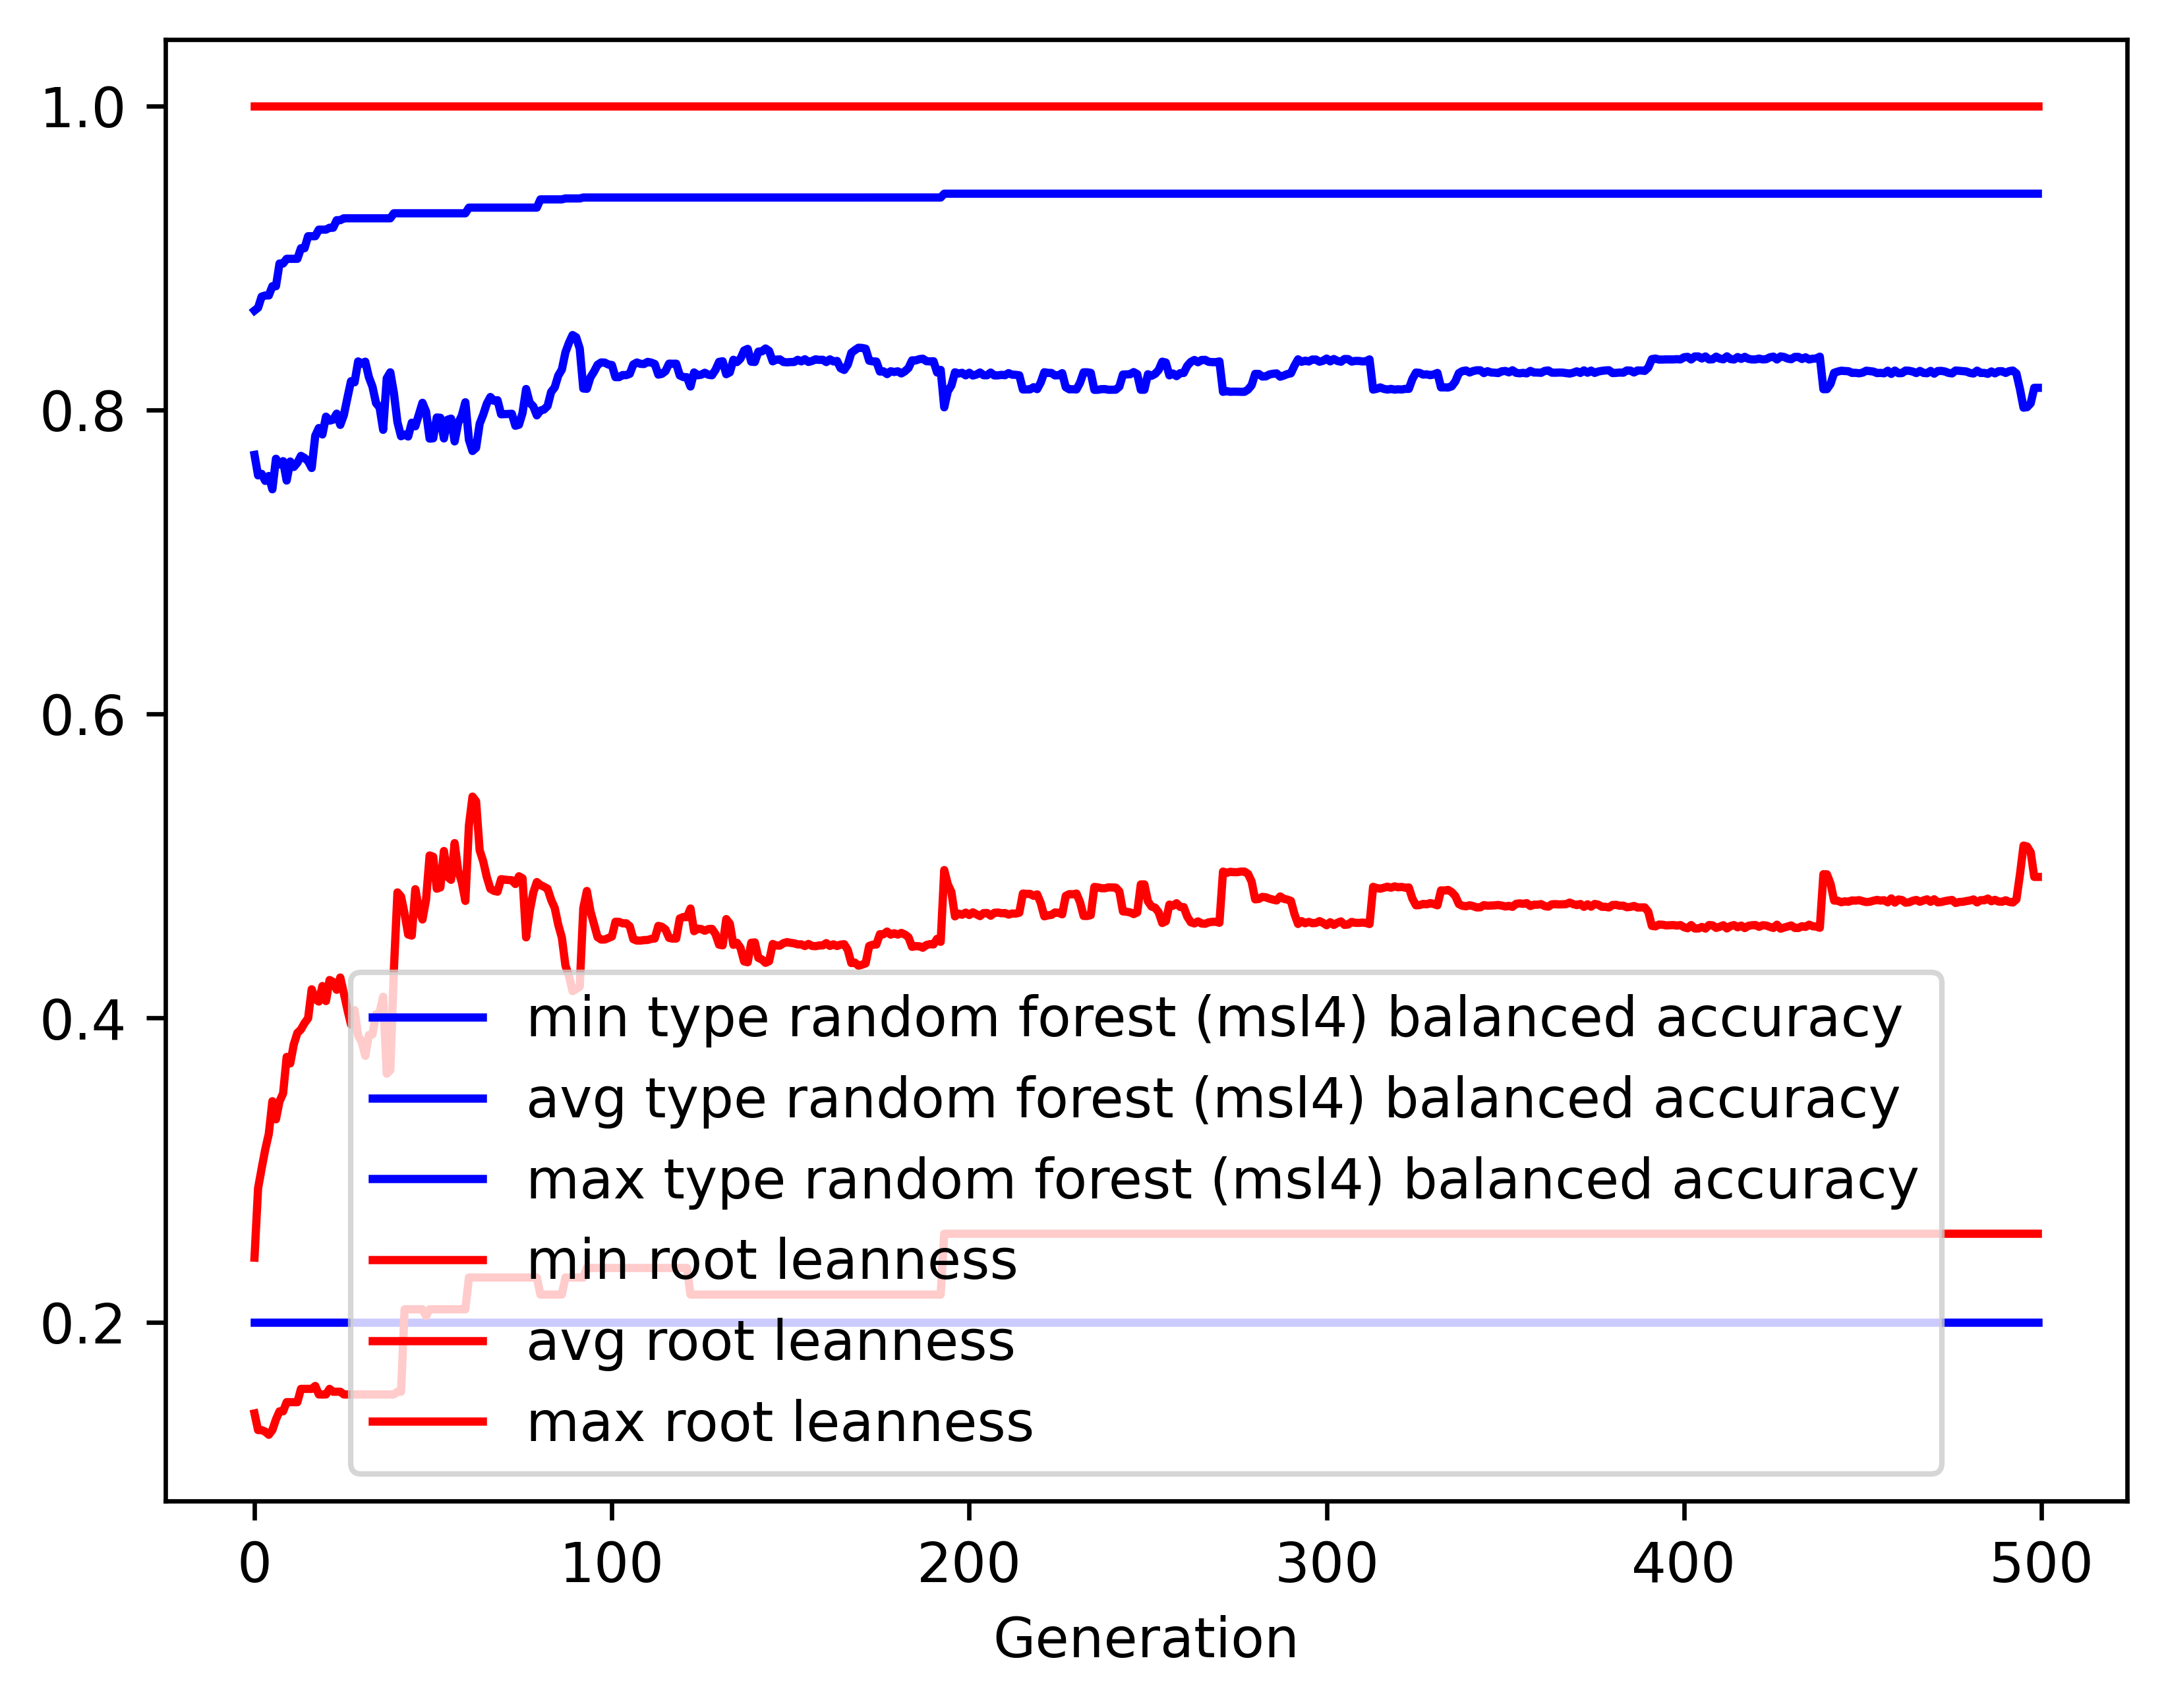 1.0
0.8
0.6
0.4
0.2
min type random forest (msl4) balanced accuracy
avg type random forest (msl4) balanced accuracy
max type random forest (msl4) balanced accuracy
min root leanness
avg root leanness
max root leanness
0 100 200 300 400 500
Generation